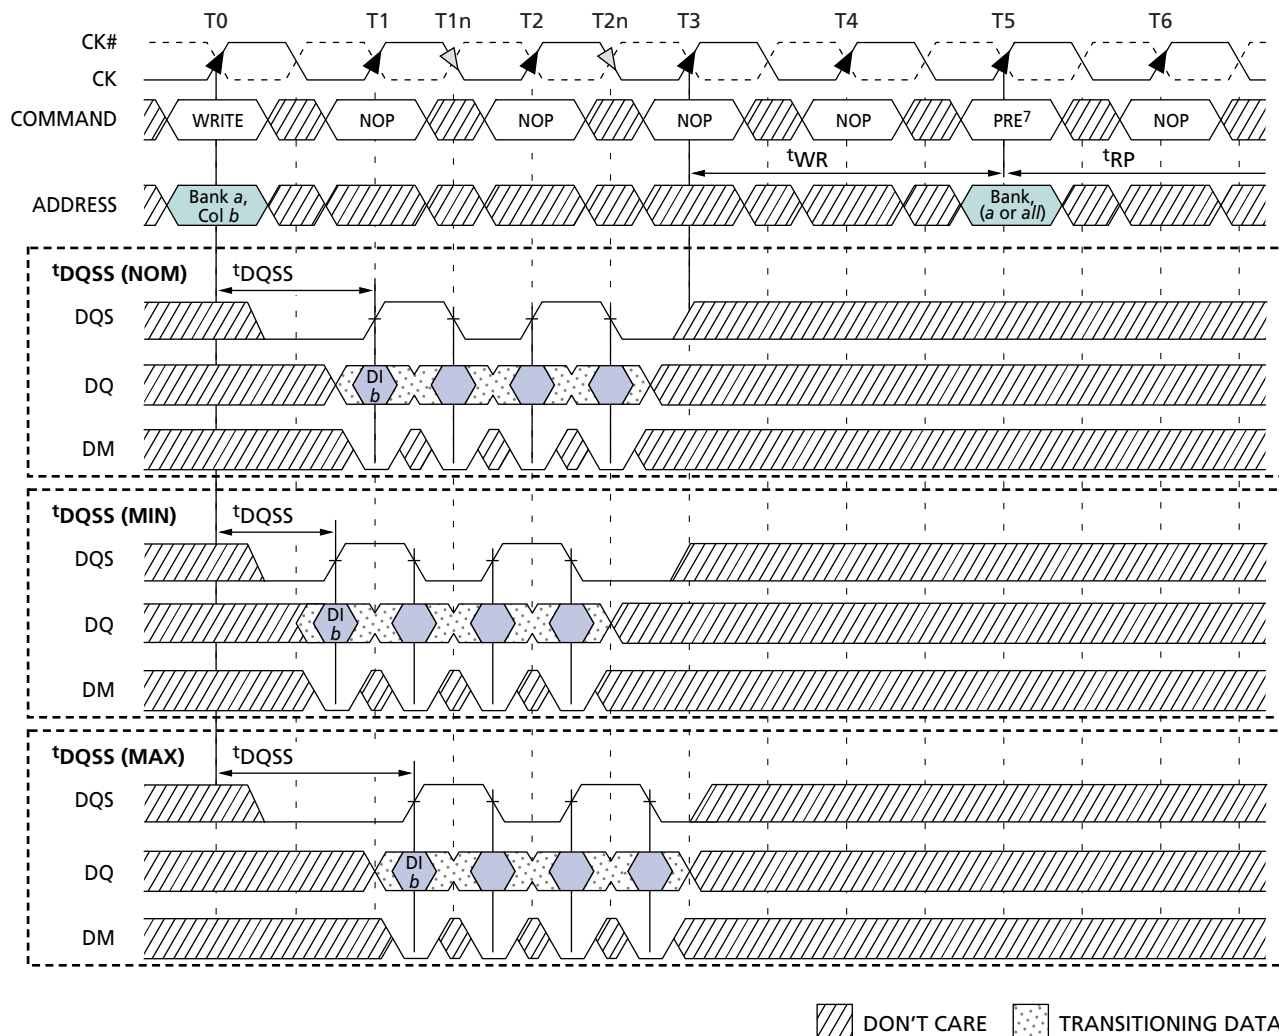 T0 T1 T1n T2 T2n T3 T4 T5 T6
CK#
CK
COMMAND WRITE NOP NOP NOP NOP PRE7 NOP
tWR tRP
ADDRESS Bank a, Col b Bank, (a or all)
tDQSS (NOM) tDQSS
DQS
DQ DI b
DM
tDQSS (MIN) tDQSS
DQS
DQ DI b
DM
tDQSS (MAX) tDQSS
DQS
DQ DI b
DM
DON'T CARE TRANSITIONING DATA